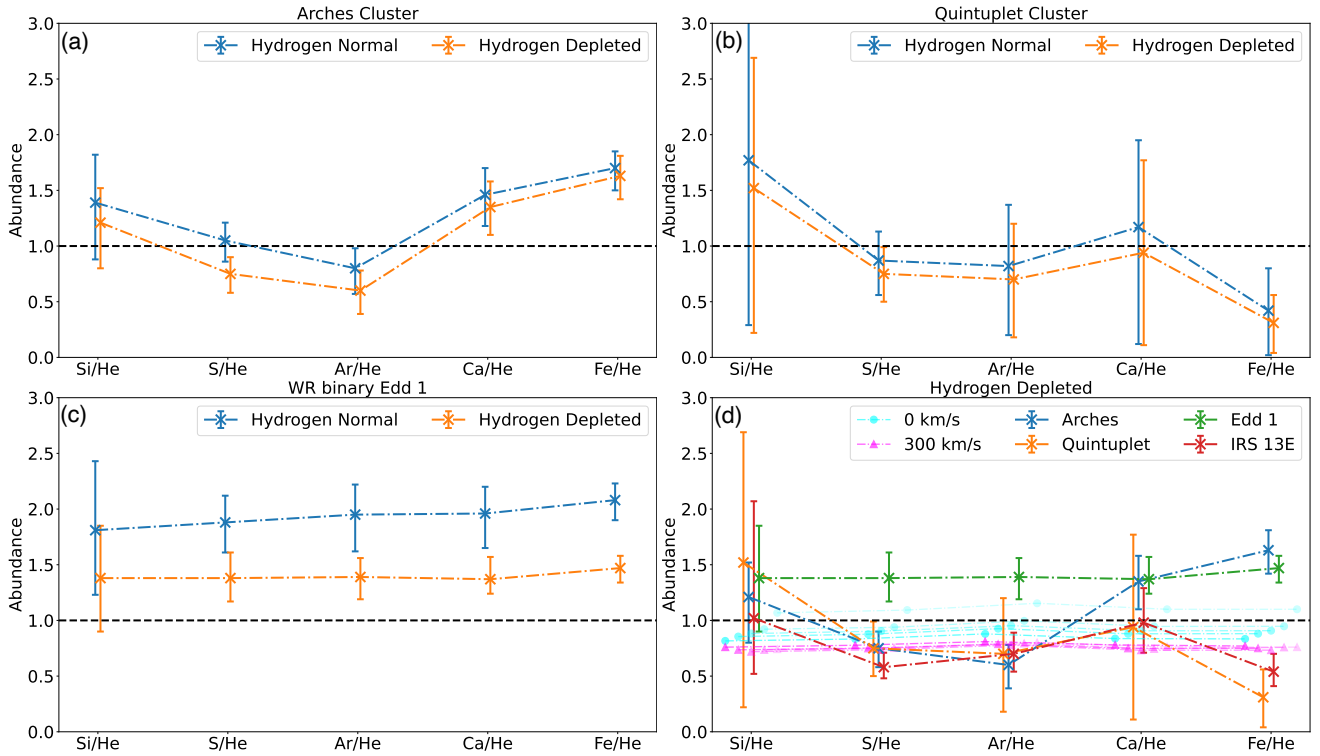 Arches Cluster
(a)
Hydrogen Normal Hydrogen Depleted
3.0
2.5
2.0
1.5
1.0
0.5
0.0
Abundance
Si/He S/He Ar/He Ca/He Fe/He
Quintuplet Cluster
(b)
Hydrogen Normal Hydrogen Depleted
3.0
2.5
2.0
1.5
1.0
0.5
0.0
Abundance
Si/He S/He Ar/He Ca/He Fe/He
WR binary Edd 1
(c)
Hydrogen Normal Hydrogen Depleted
3.0
2.5
2.0
1.5
1.0
0.5
0.0
Abundance
Si/He S/He Ar/He Ca/He Fe/He
Hydrogen Depleted
(d)
0 km/s Arches Edd 1
300 km/s Quintuplet IRS 13E
3.0
2.5
2.0
1.5
1.0
0.5
0.0
Abundance
Si/He S/He Ar/He Ca/He Fe/He